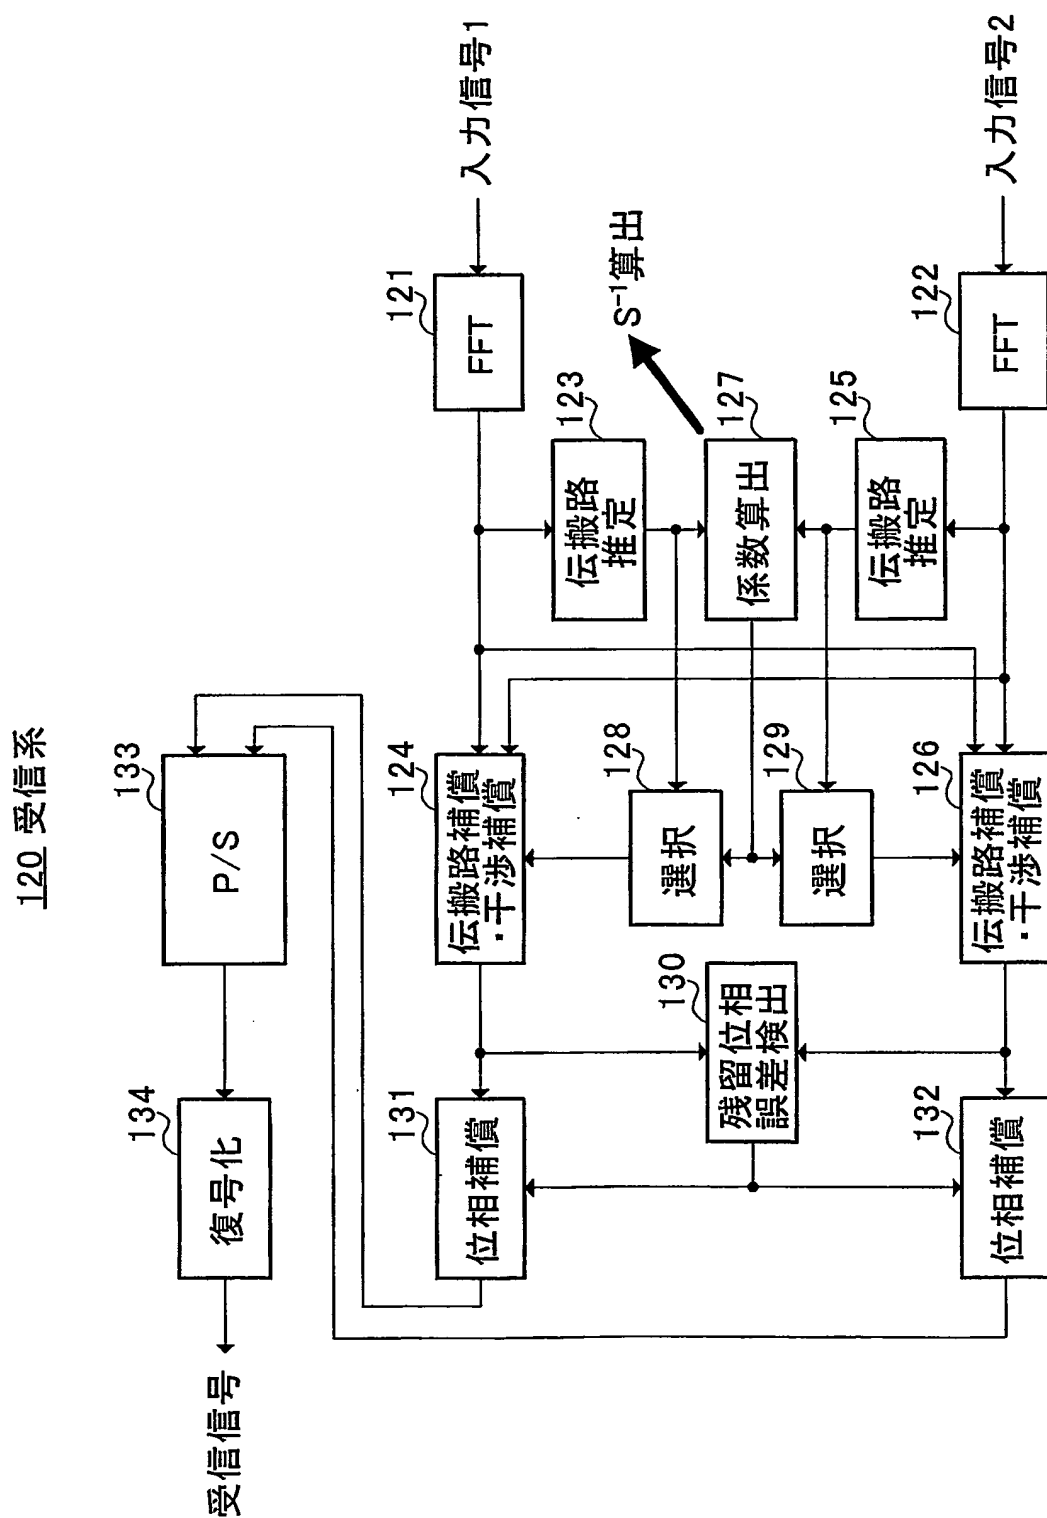 120 受信系
入力信号1
121
FFT
入力信号2
122
FFT
123
伝搬路
推定
S⁻¹算出
127
係数算出
125
伝搬路
推定
124
伝搬路補償
・干渉補償
128
選択
129
選択
126
伝搬路補償
・干渉補償
130
残留位相
誤差検出
131
位相補償
132
位相補償
133
P/S
134
復号化
受信信号